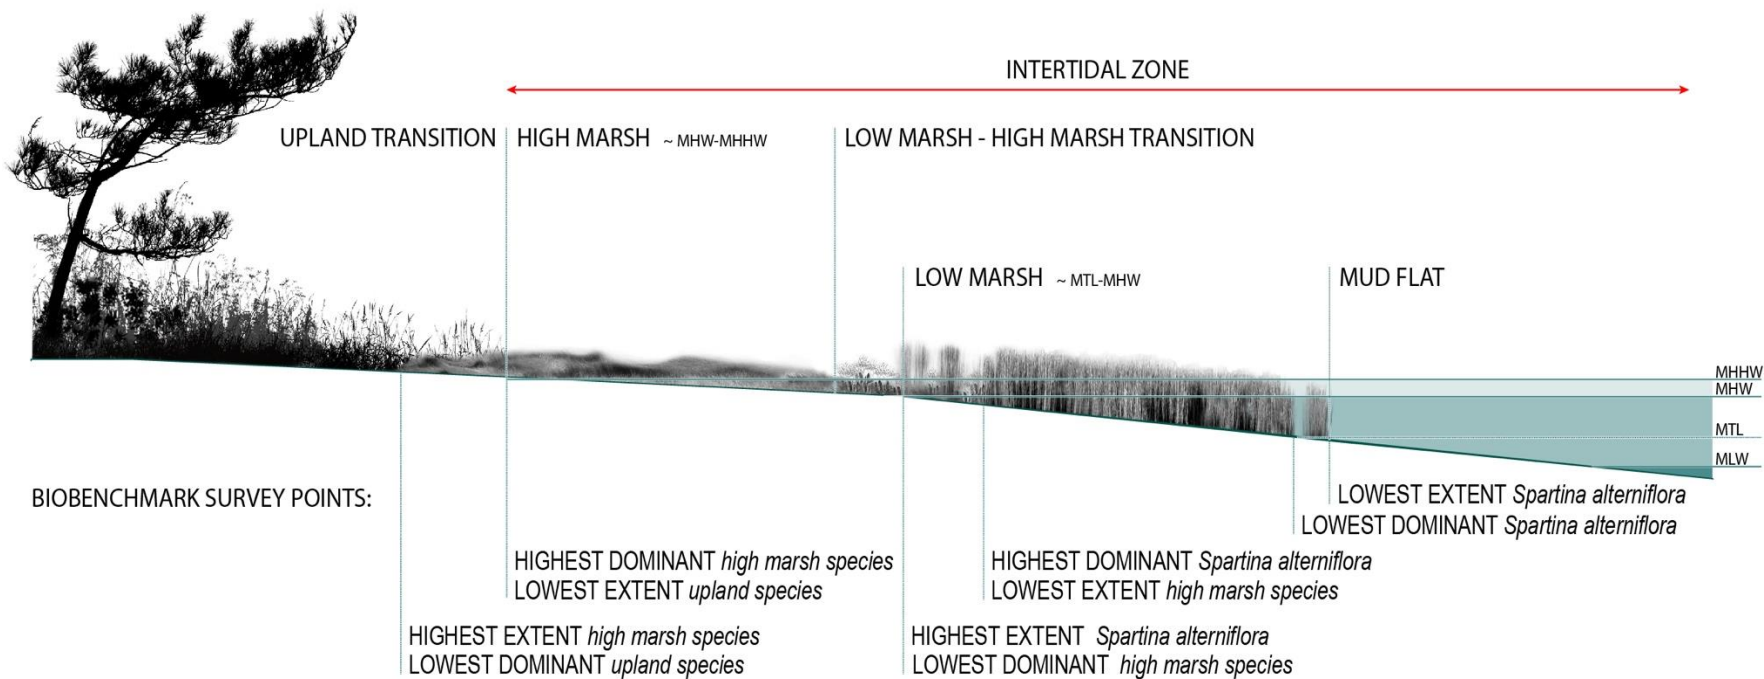 INTERTIDAL ZONE
UPLAND TRANSITION
HIGH MARSH ~ MHW-MHHW
LOW MARSH - HIGH MARSH TRANSITION
LOW MARSH ~ MTL-MHW
MUD FLAT
MHHW
MHW
MTL
MLW
BIOBENCHMARK SURVEY POINTS:
LOWEST EXTENT Spartina alterniflora
LOWEST DOMINANT Spartina alterniflora
HIGHEST DOMINANT high marsh species
LOWEST EXTENT upland species
HIGHEST DOMINANT Spartina alterniflora
LOWEST EXTENT high marsh species
HIGHEST EXTENT high marsh species
LOWEST DOMINANT upland species
HIGHEST EXTENT Spartina alterniflora
LOWEST DOMINANT high marsh species